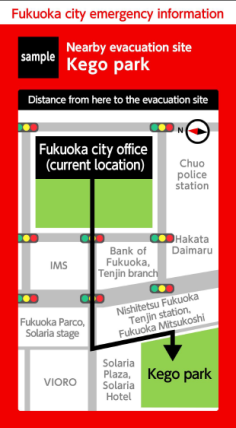 Fukuoka city emergency information
sample
Nearby evacuation site
Kego park
Distance from here to the evacuation site
N
Fukuoka city office
(current location)
Chuo
police
station
IMS
Bank of
Fukuoka,
Tenjin branch
Hakata
Daimaru
Nishitetsu Fukuoka
Tenjin station,
Fukuoka Mitsukoshi
Fukuoka Parco,
Solaria stage
VIORO
Solaria
Plaza,
Solaria
Hotel
Kego park